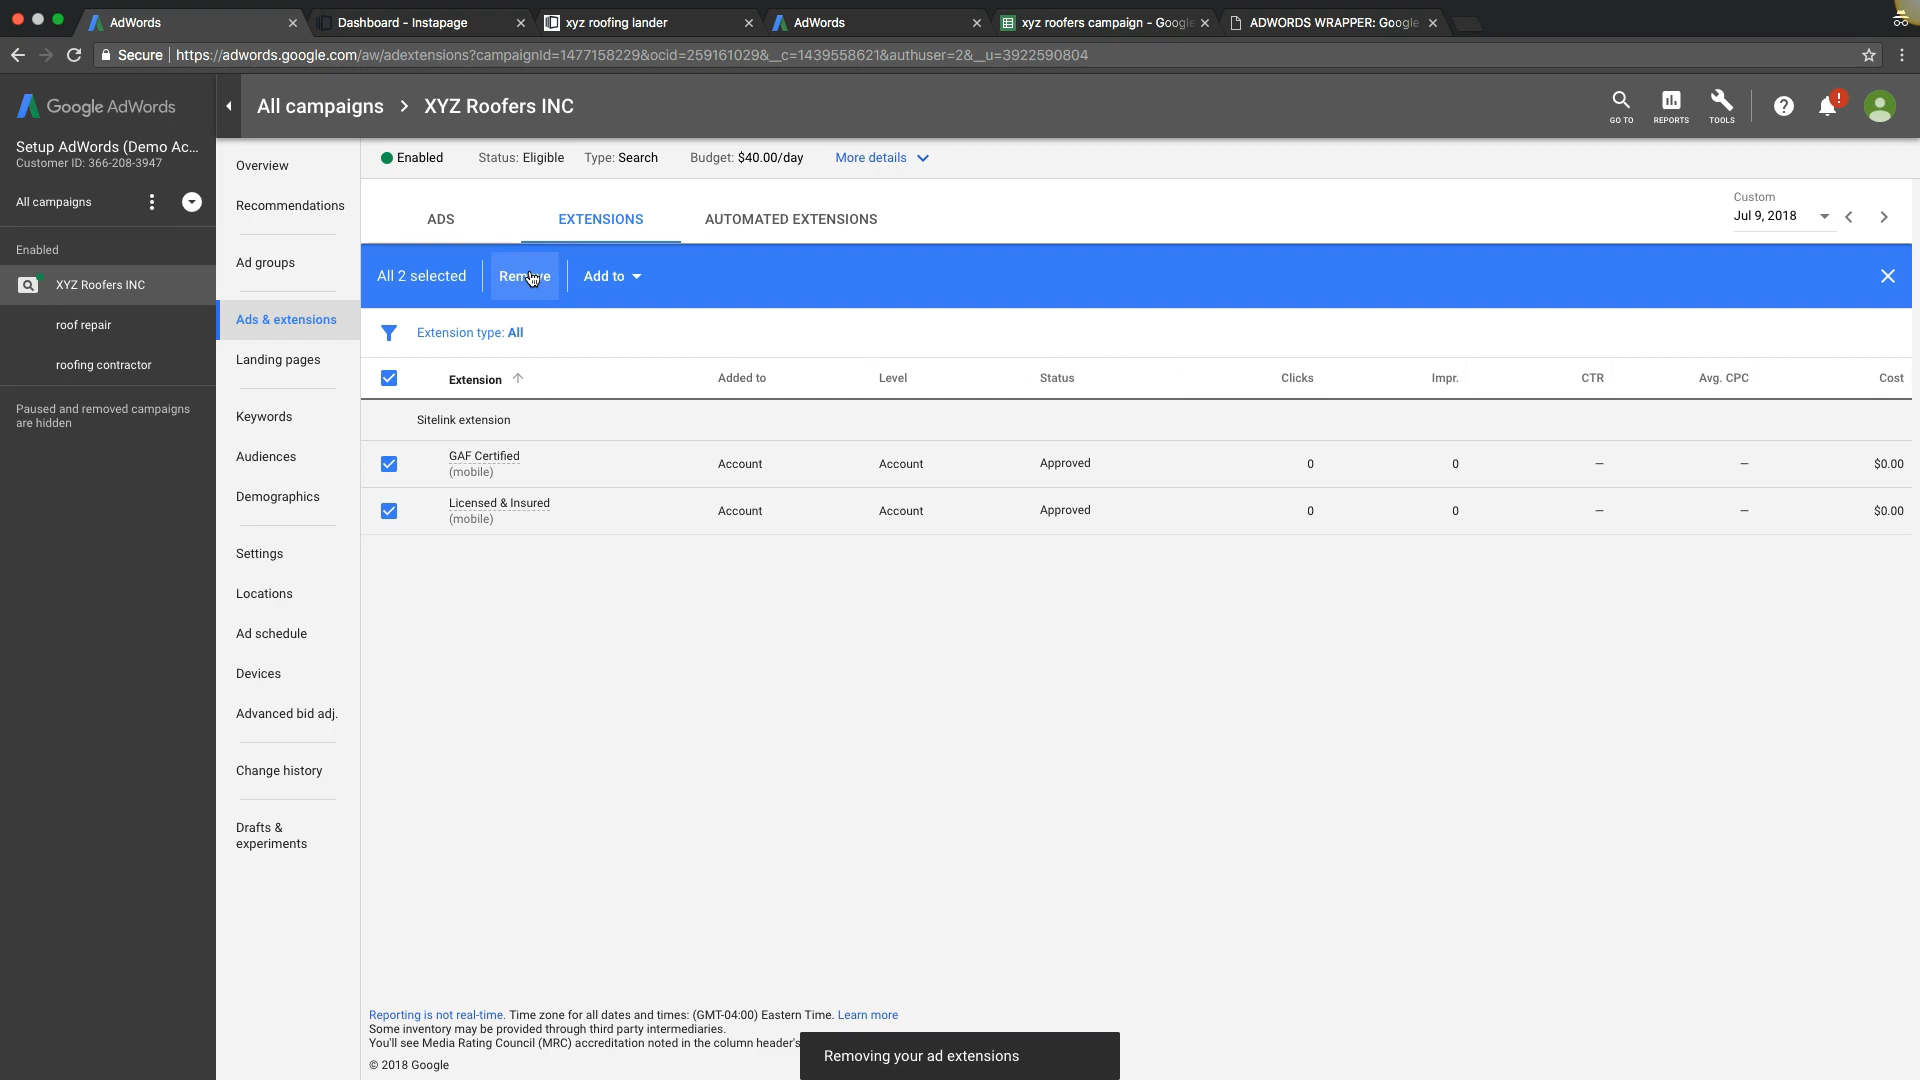 AdWords
Dashboard - Instapage
xyz roofing lander
AdWords
xyz roofers campaign - Google
ADWORDS WRAPPER: Google
Secure
https://adwords.google.com/aw/adextensions?campaignId=1477158229&ocid=259161029&__c=1439558621&authuser=2&__u=3922590804
Google AdWords
All campaigns > XYZ Roofers INC
GO TO
REPORTS
TOOLS
!
Setup AdWords (Demo Ac...
Customer ID: 366-208-3947
All campaigns
Enabled
XYZ Roofers INC
roof repair
roofing contractor
Paused and removed campaigns
are hidden
Overview
Recommendations
Ad groups
Ads & extensions
Landing pages
Keywords
Audiences
Demographics
Settings
Locations
Ad schedule
Devices
Advanced bid adj.
Change history
Drafts &
experiments
Enabled Status: Eligible Type: Search Budget: $40.00/day More details
ADS EXTENSIONS AUTOMATED EXTENSIONS
Custom
Jul 9, 2018
All 2 selected Remove Add to
Extension type: All
Extension Added to Level Status Clicks Impr. CTR Avg. CPC Cost
Sitelink extension
GAF Certified
(mobile)
Account Account Approved 0 0 – – $0.00
Licensed & Insured
(mobile)
Account Account Approved 0 0 – – $0.00
Reporting is not real-time. Time zone for all dates and times: (GMT-04:00) Eastern Time. Learn more
Some inventory may be provided through third party intermediaries.
You'll see Media Rating Council (MRC) accreditation noted in the column header's
© 2018 Google
Removing your ad extensions